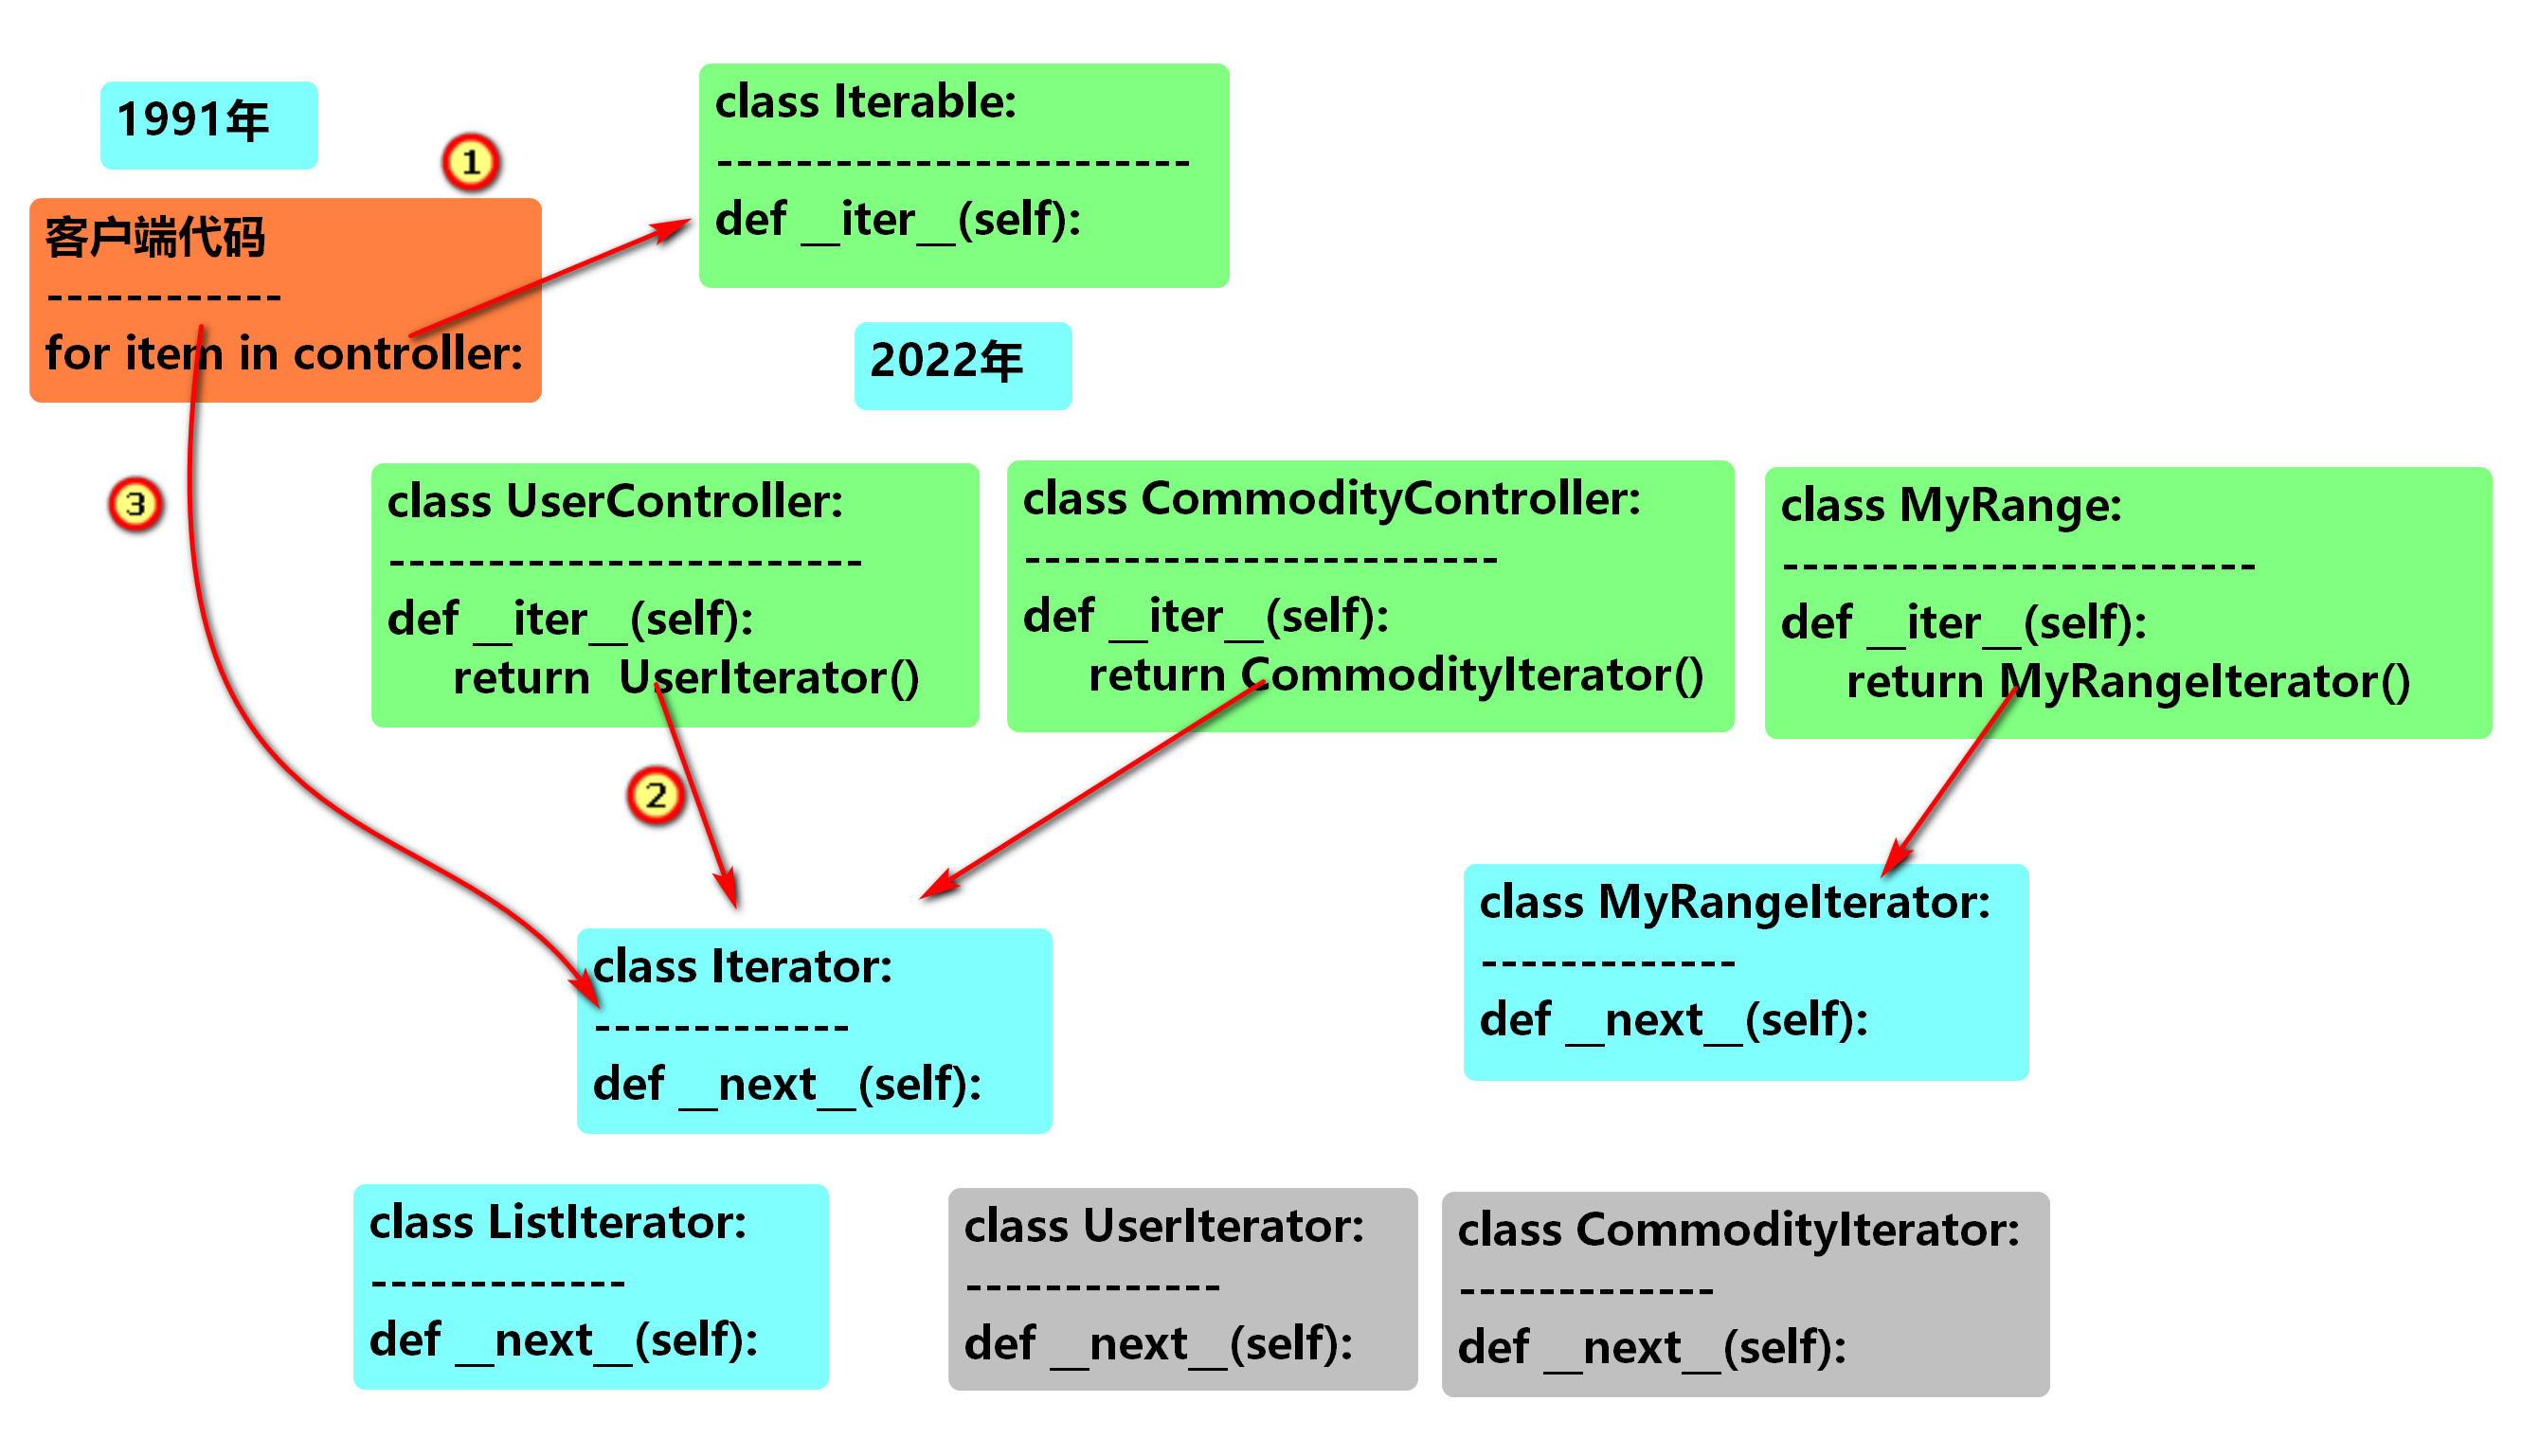 1991年
1
客户端代码
------------
for item in controller:
class Iterable:
------------------------
def __iter__(self):
2022年
3
class UserController:
------------------------
def __iter__(self):
return  UserIterator()
class CommodityController:
------------------------
def __iter__(self):
return CommodityIterator()
class MyRange:
------------------------
def __iter__(self):
return MyRangeIterator()
2
class Iterator:
-------------
def __next__(self):
class MyRangeIterator:
-------------
def __next__(self):
class ListIterator:
-------------
def __next__(self):
class UserIterator:
-------------
def __next__(self):
class CommodityIterator:
-------------
def __next__(self):